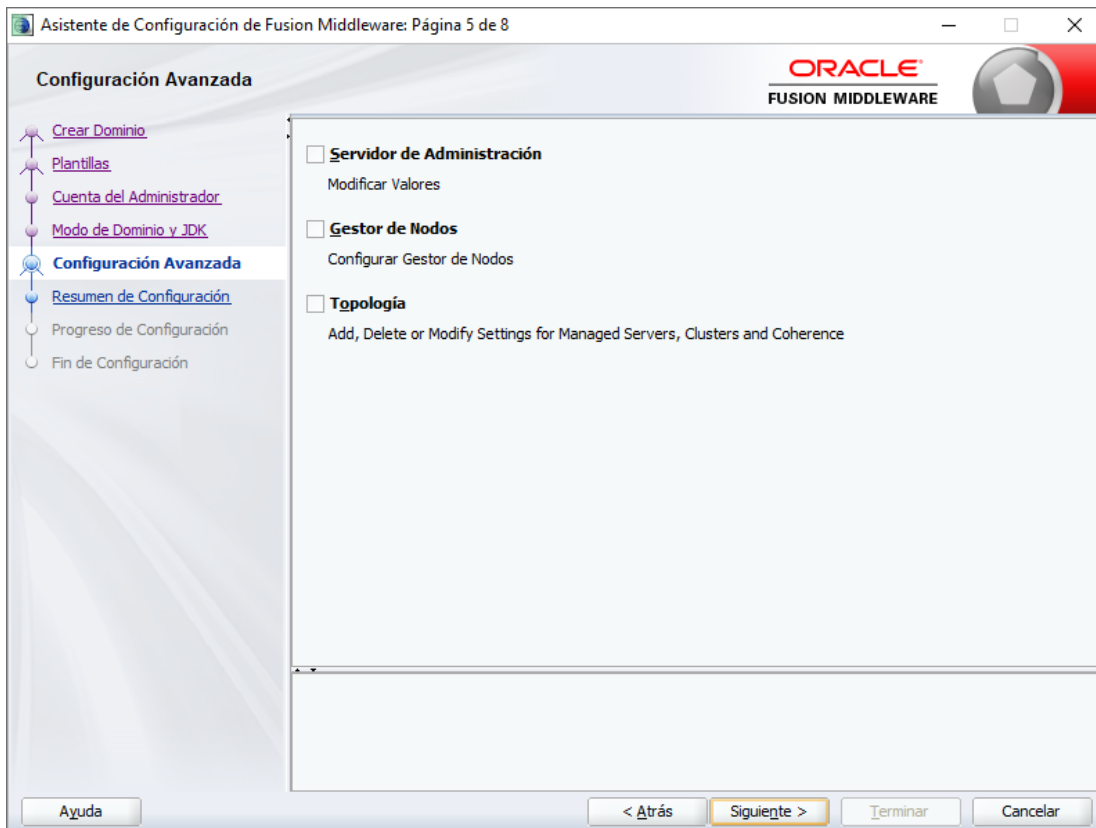 Asistente de Configuración de Fusion Middleware: Página 5 de 8
Configuración Avanzada
ORACLE
FUSION MIDDLEWARE
Crear Dominio
Plantillas
Cuenta del Administrador
Modo de Dominio y JDK
Configuración Avanzada
Resumen de Configuración
Progreso de Configuración
Fin de Configuración
Servidor de Administración
Modificar Valores
Gestor de Nodos
Configurar Gestor de Nodos
Topología
Add, Delete or Modify Settings for Managed Servers, Clusters and Coherence
Ayuda
< Atrás
Siguiente >
Terminar
Cancelar